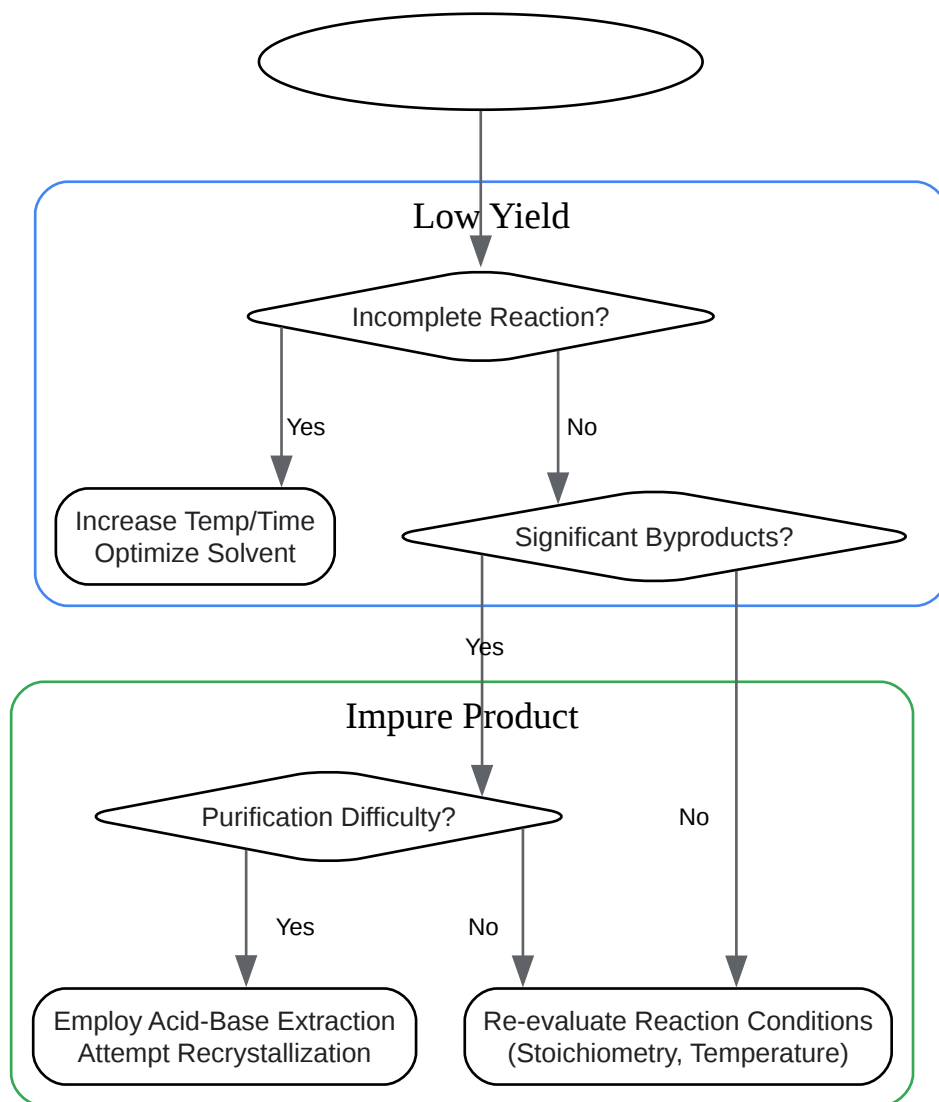 Low Yield
Incomplete Reaction?
Yes
No
Increase Temp/Time
Optimize Solvent
Significant Byproducts?
Yes
Impure Product
Purification Difficulty?
No
Yes
No
Employ Acid-Base Extraction
Attempt Recrystallization
Re-evaluate Reaction Conditions
(Stoichiometry, Temperature)